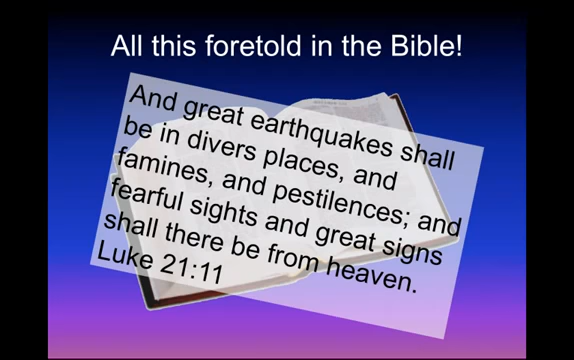 All this foretold in the Bible!
And great earthquakes shall
be in divers places, and
famines, and pestilences; and
fearful sights and great signs
shall there be from heaven.
Luke 21:11